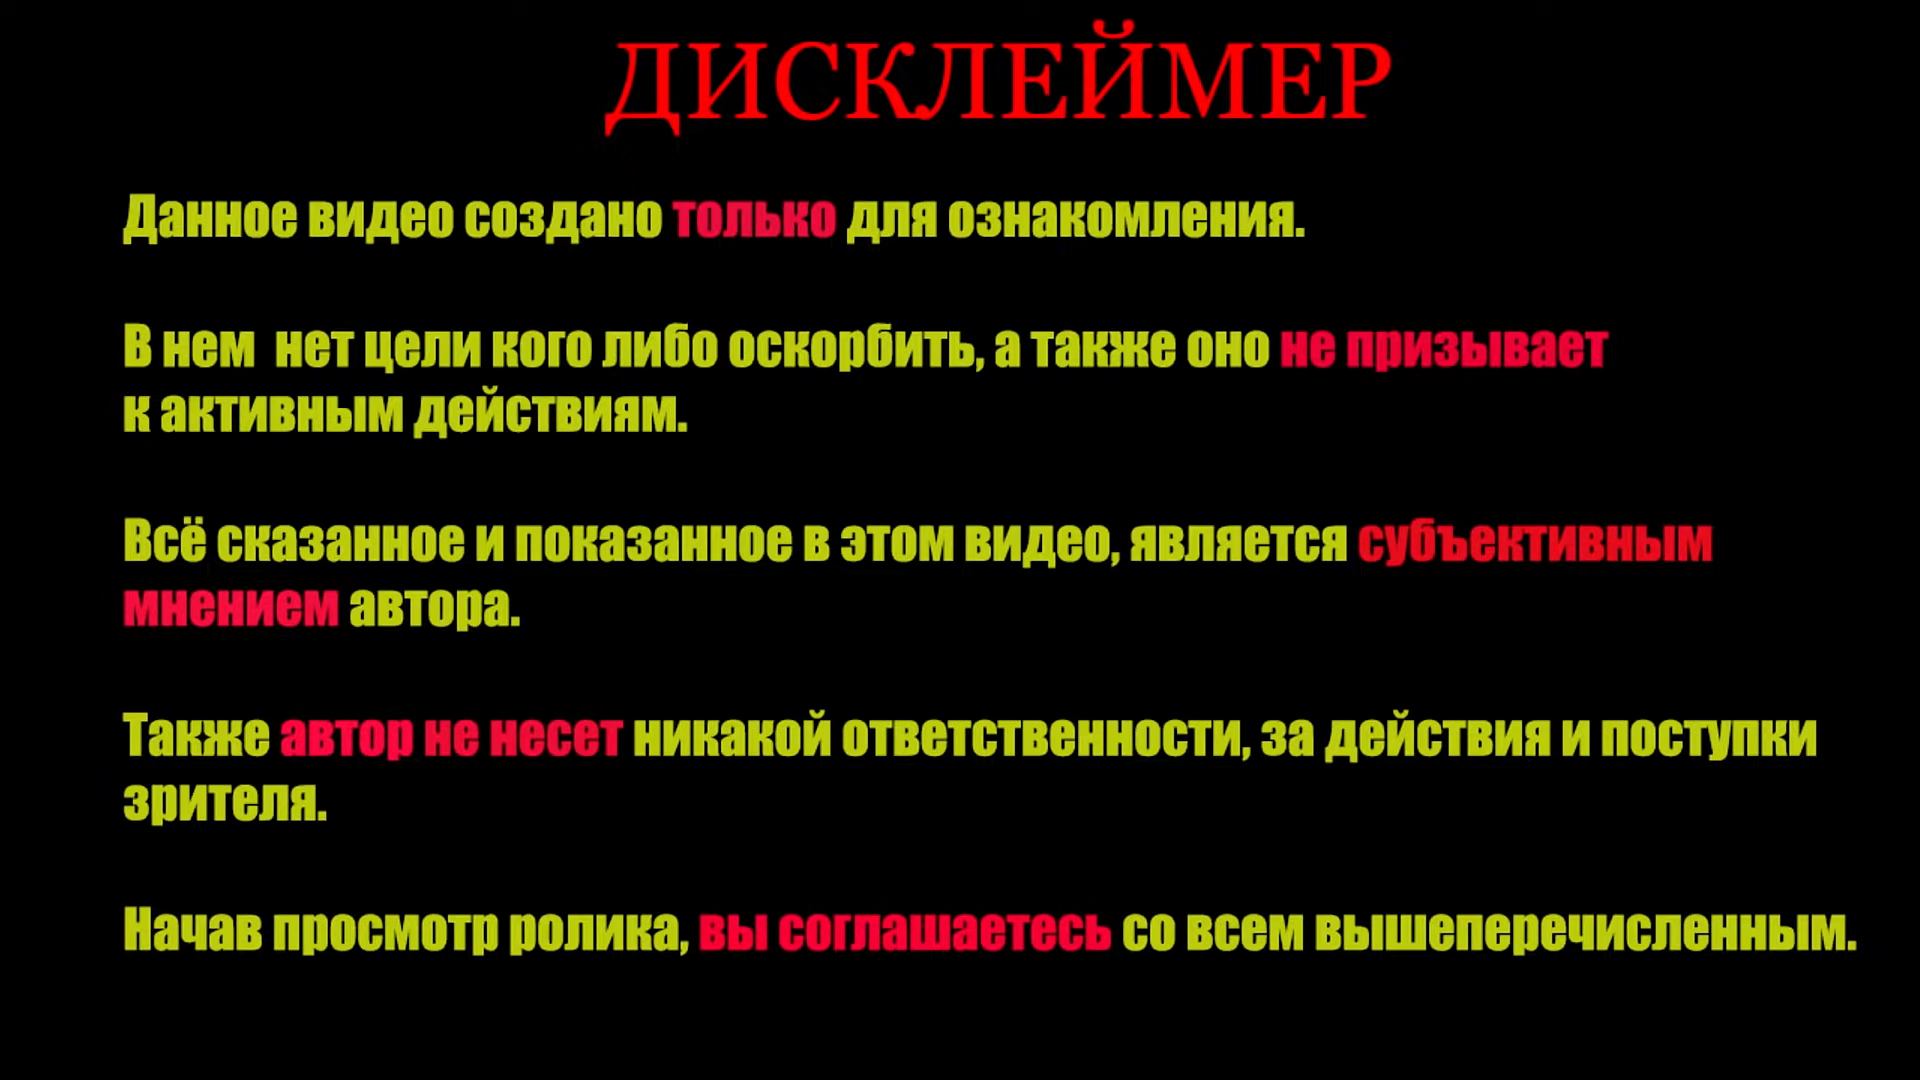 ДИСКЛЕЙМЕР
Данное видео создано только для ознакомления.
В нем  нет цели кого либо оскорбить, а также оно не призывает
к активным действиям.
Всё сказанное и показанное в этом видео, является субъективным
мнением автора.
Также автор не несет никакой ответственности, за действия и поступки
зрителя.
Начав просмотр ролика, вы соглашаетесь со всем вышеперечисленным.